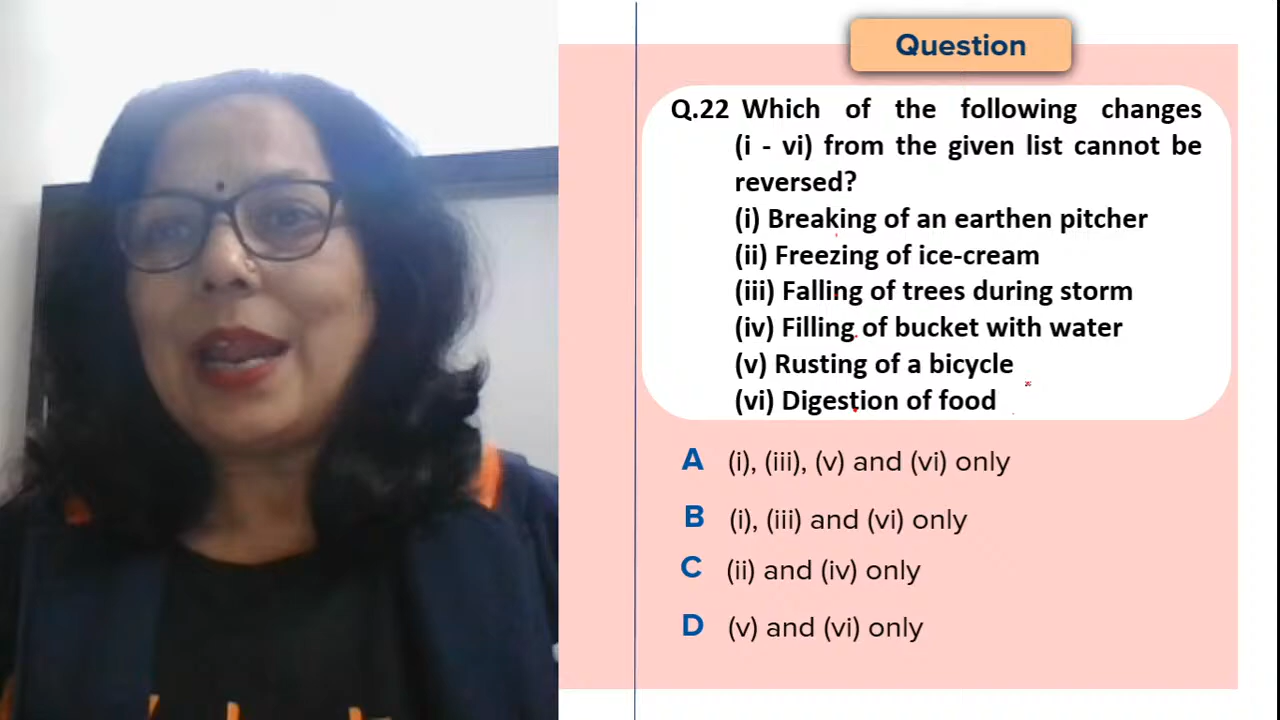 Question
Q.22 Which of the following changes
(i - vi) from the given list cannot be
reversed?
(i) Breaking of an earthen pitcher
(ii) Freezing of ice-cream
(iii) Falling of trees during storm
(iv) Filling of bucket with water
(v) Rusting of a bicycle
(vi) Digestion of food
A (i), (iii), (v) and (vi) only
B (i), (iii) and (vi) only
C (ii) and (iv) only
D (v) and (vi) only